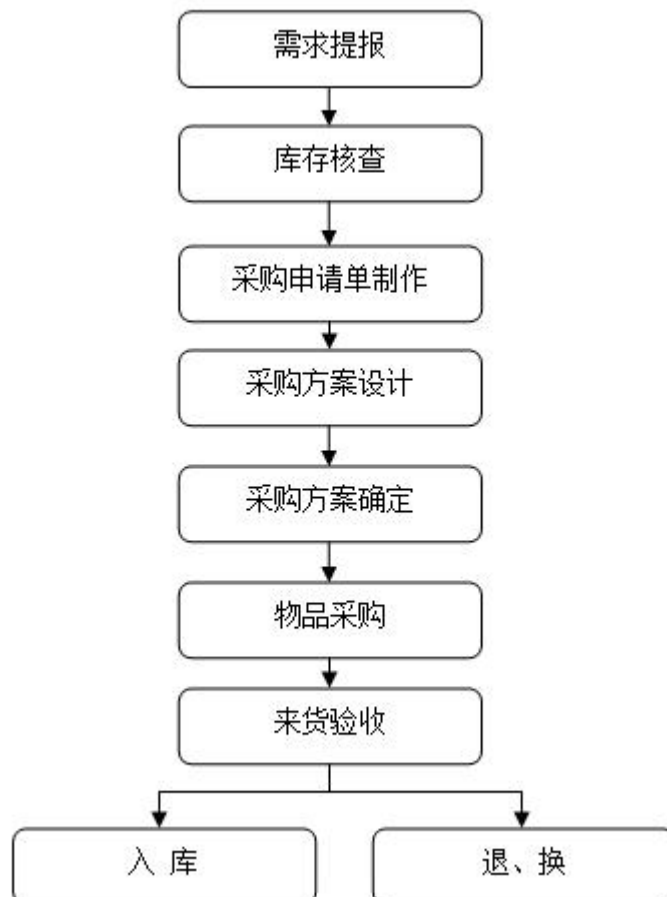 需求提报
库存核查
采购申请单制作
采购方案设计
采购方案确定
物品采购
来货验收
入 库
退、换